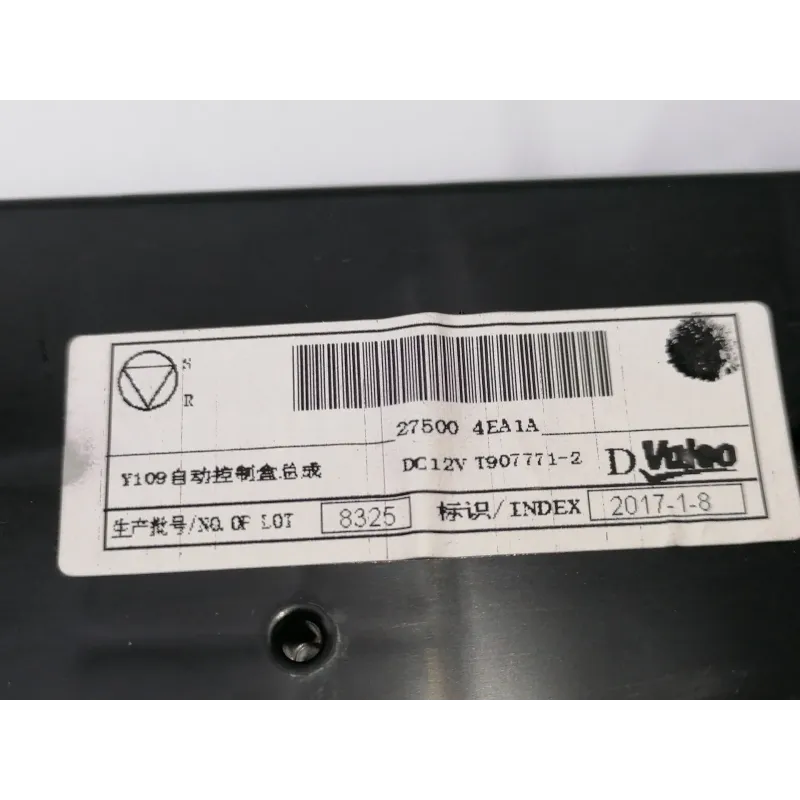 S
R
27500 4EA1A
Y109自动控制盒总成
DC12V T907771-2
D Valeo
生产批号/NO.OF LOT 8325 标识/INDEX 2017-1-8